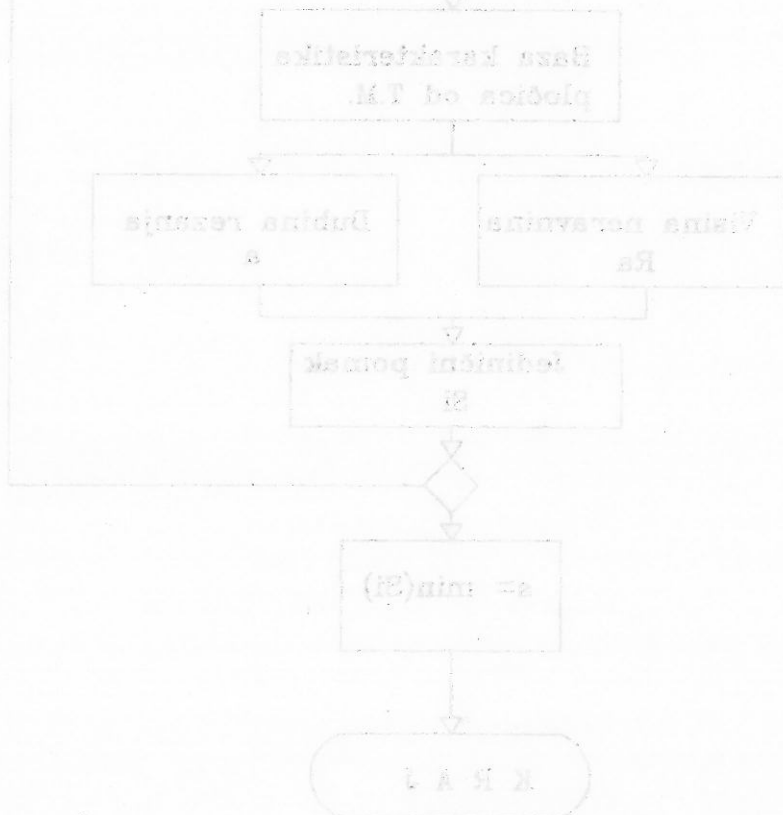 Baza karakteristika
pločica od T.M.
Dubina rezanja
a
Visina neravnina
Ra
Jedinični pomak
Si
s= min(Si)
K R A J